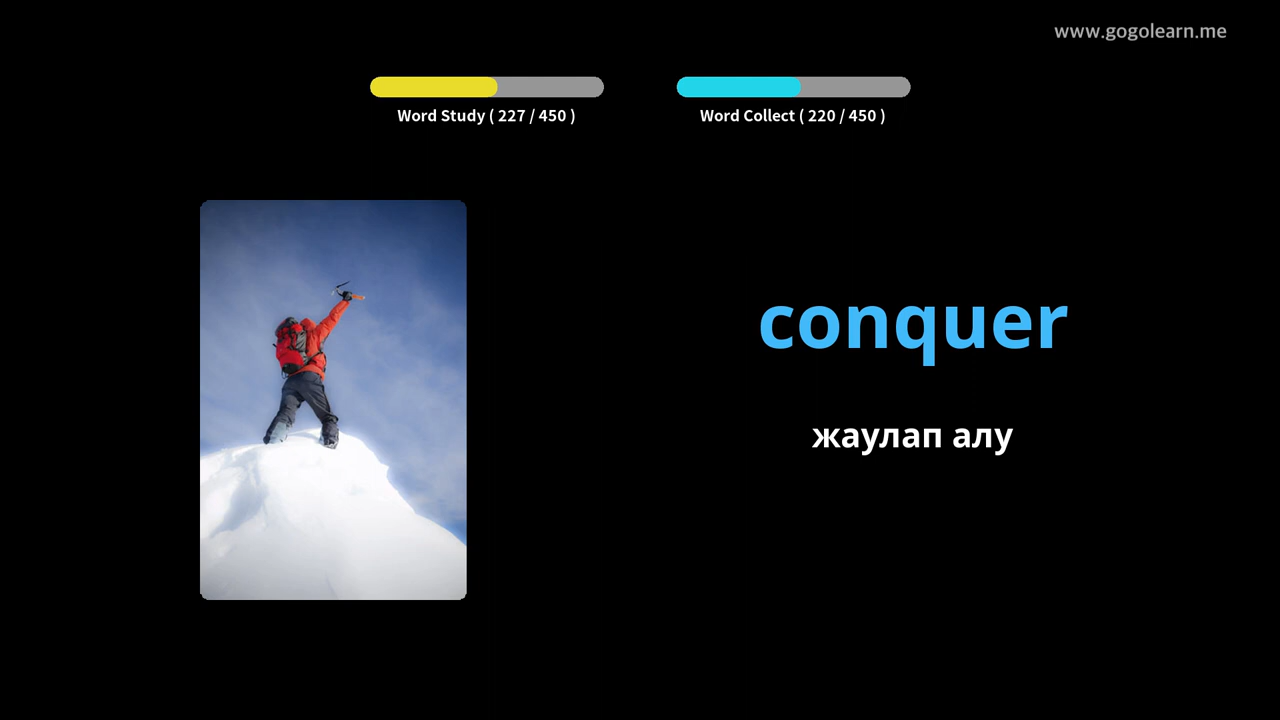 www.gogolearn.me
Word Study ( 227 / 450 )
Word Collect ( 220 / 450 )
conquer
жаулап алу